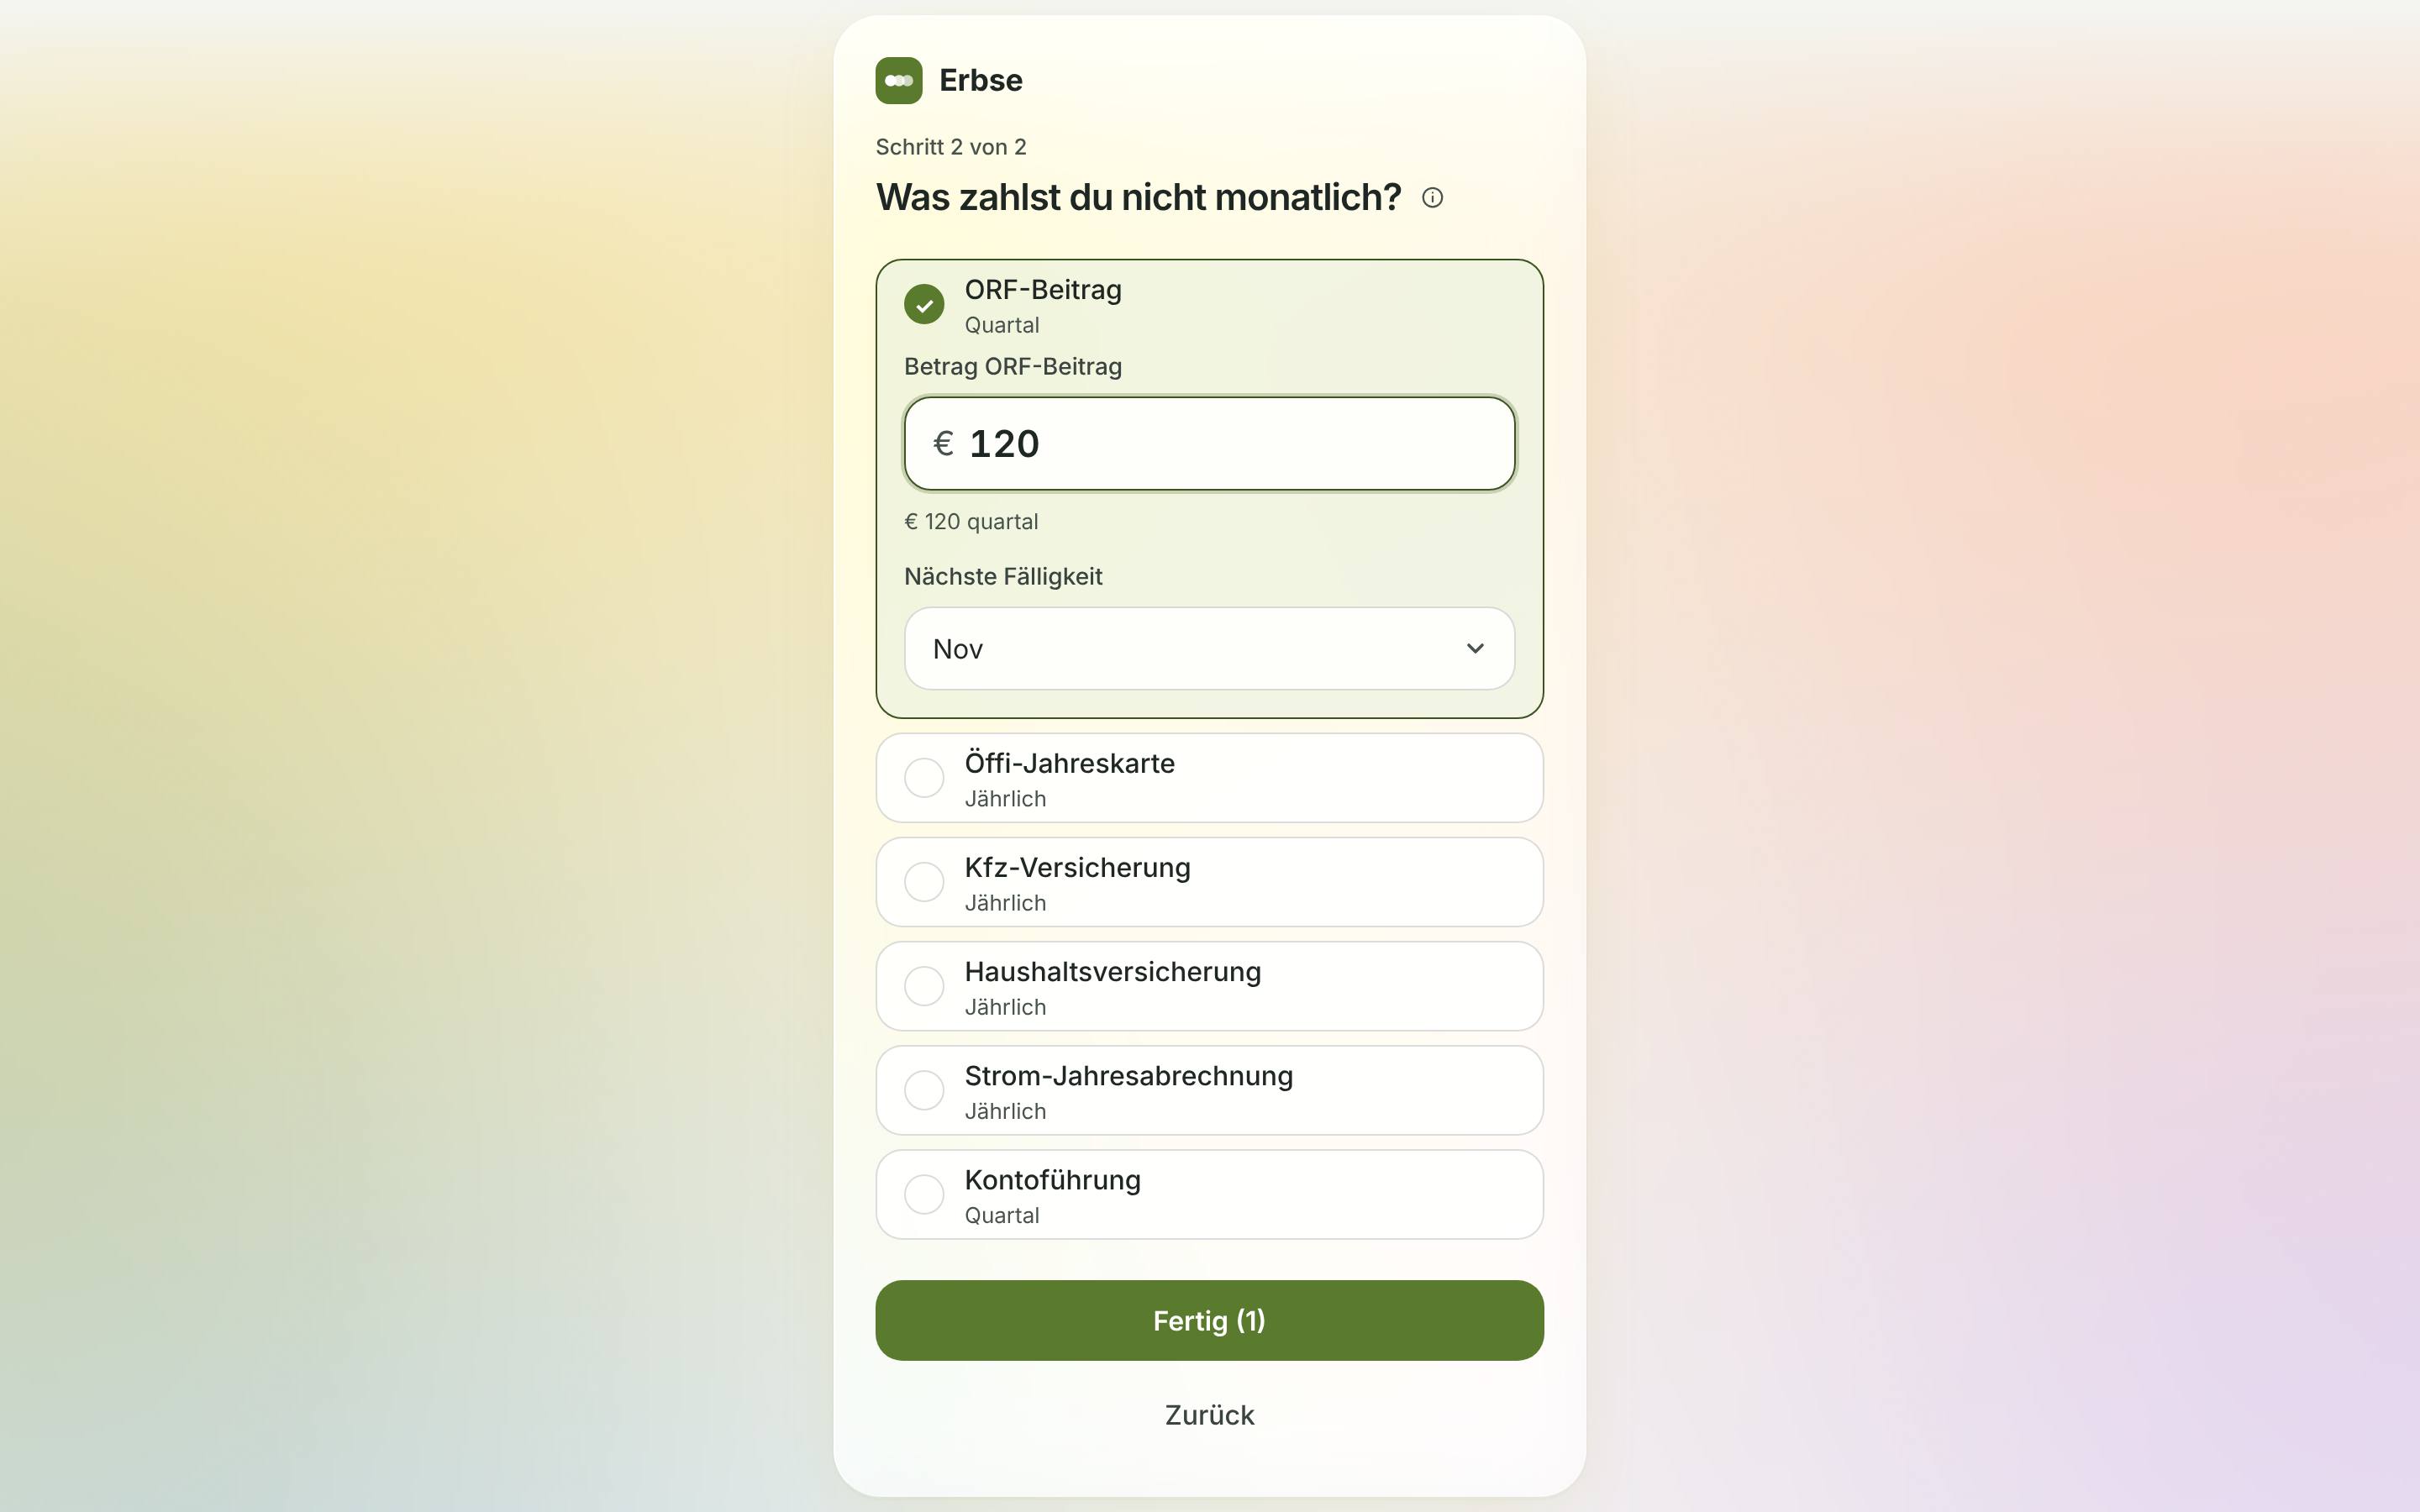 Erbse
Schritt 2 von 2
Was zahlst du nicht monatlich?
ORF-Beitrag
Quartal
Betrag ORF-Beitrag
€ 120
€ 120 quartal
Nächste Fälligkeit
Nov
Öffi-Jahreskarte
Jährlich
Kfz-Versicherung
Jährlich
Haushaltsversicherung
Jährlich
Strom-Jahresabrechnung
Jährlich
Kontoführung
Quartal
Fertig (1)
Zurück